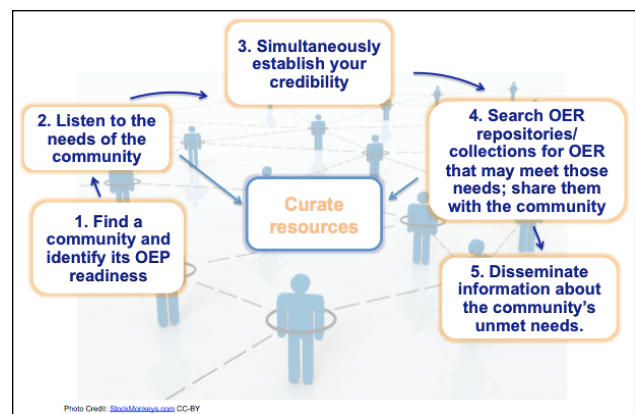 3. Simultaneously
establish your
credibility
2. Listen to the
needs of the
community
4. Search OER
repositories/
collections for OER
that may meet those
needs; share them
with the community
Curate
resources
1. Find a
community and
identify its OEP
readiness
5. Disseminate
information about
the community's
unmet needs.
Photo Credit: StockMonkeys.com CC-BY